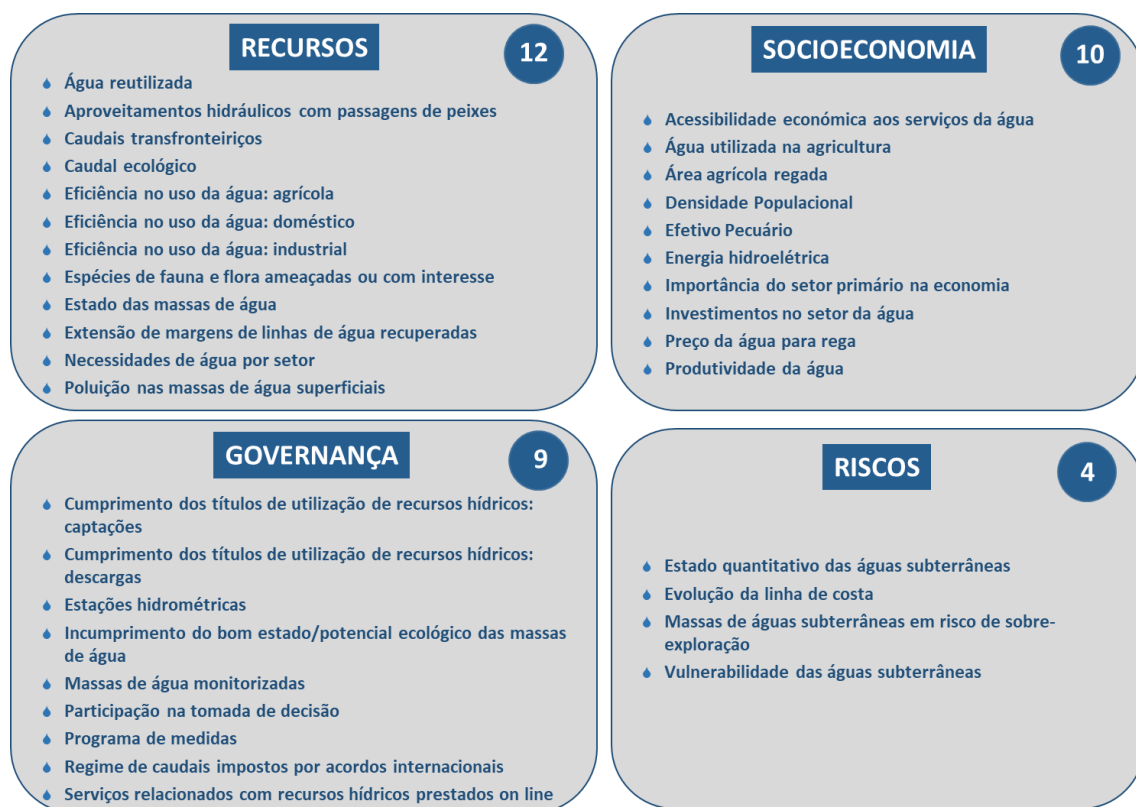 RECURSOS
12
Água reutilizada
Aproveitamentos hidráulicos com passagens de peixes
Caudais transfronteiriços
Caudal ecológico
Eficiência no uso da água: agrícola
Eficiência no uso da água: doméstico
Eficiência no uso da água: industrial
Espécies de fauna e flora ameaçadas ou com interesse
Estado das massas de água
Extensão de margens de linhas de água recuperadas
Necessidades de água por setor
Poluição nas massas de água superficiais
SOCIOECONOMIA
10
Acessibilidade económica aos serviços da água
Água utilizada na agricultura
Área agrícola regada
Densidade Populacional
Efetivo Pecuário
Energia hidroelétrica
Importância do setor primário na economia
Investimentos no setor da água
Preço da água para rega
Produtividade da água
GOVERNANÇA
9
Cumprimento dos títulos de utilização de recursos hídricos:
captações
Cumprimento dos títulos de utilização de recursos hídricos:
descargas
Estações hidrométricas
Incumprimento do bom estado/potencial ecológico das massas
de água
Massas de água monitorizadas
Participação na tomada de decisão
Programa de medidas
Regime de caudais impostos por acordos internacionais
Serviços relacionados com recursos hídricos prestados on line
RISCOS
4
Estado quantitativo das águas subterrâneas
Evolução da linha de costa
Massas de águas subterrâneas em risco de sobre-
exploração
Vulnerabilidade das águas subterrâneas